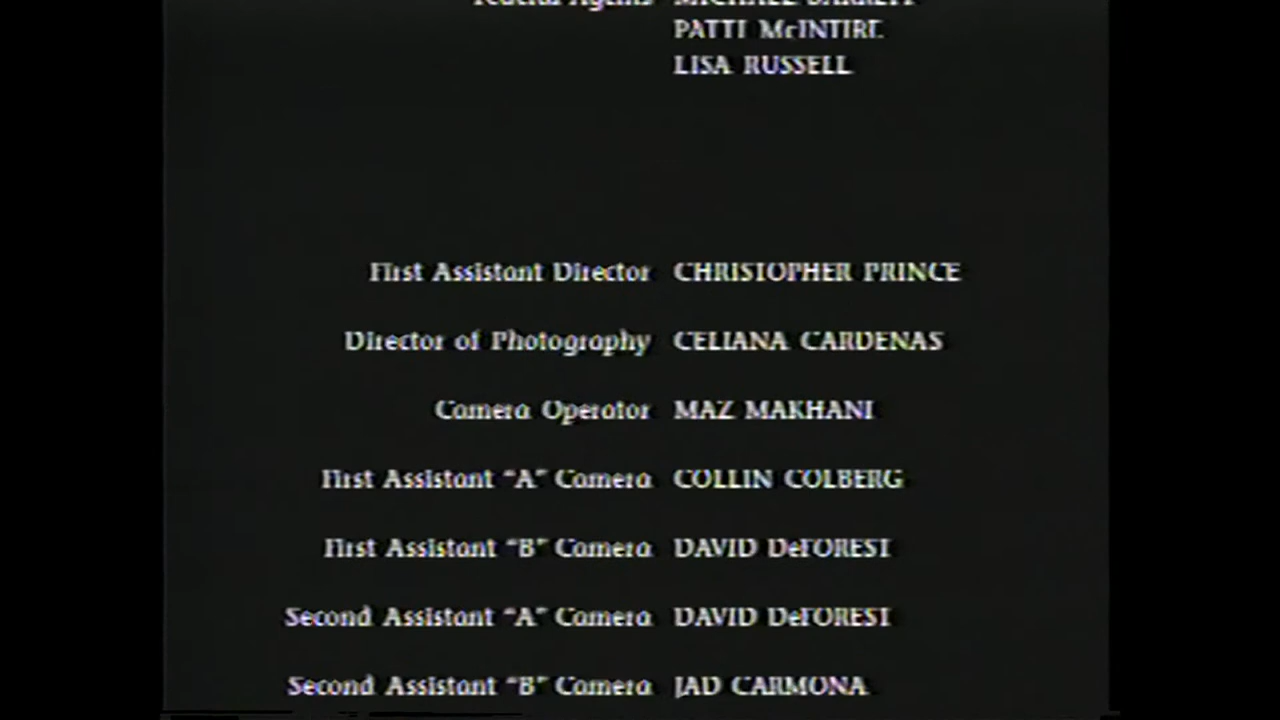 PATTI McINTIRE
LISA RUSSELL
First Assistant Director CHRISTOPHER PRINCE
Director of Photography CELIANA CARDENAS
Camera Operator MAZ MAKHANI
First Assistant "A" Camera COLLIN COLBERG
First Assistant "B" Camera DAVID DeFOREST
Second Assistant "A" Camera DAVID DeFOREST
Second Assistant "B" Camera JAD CARMONA